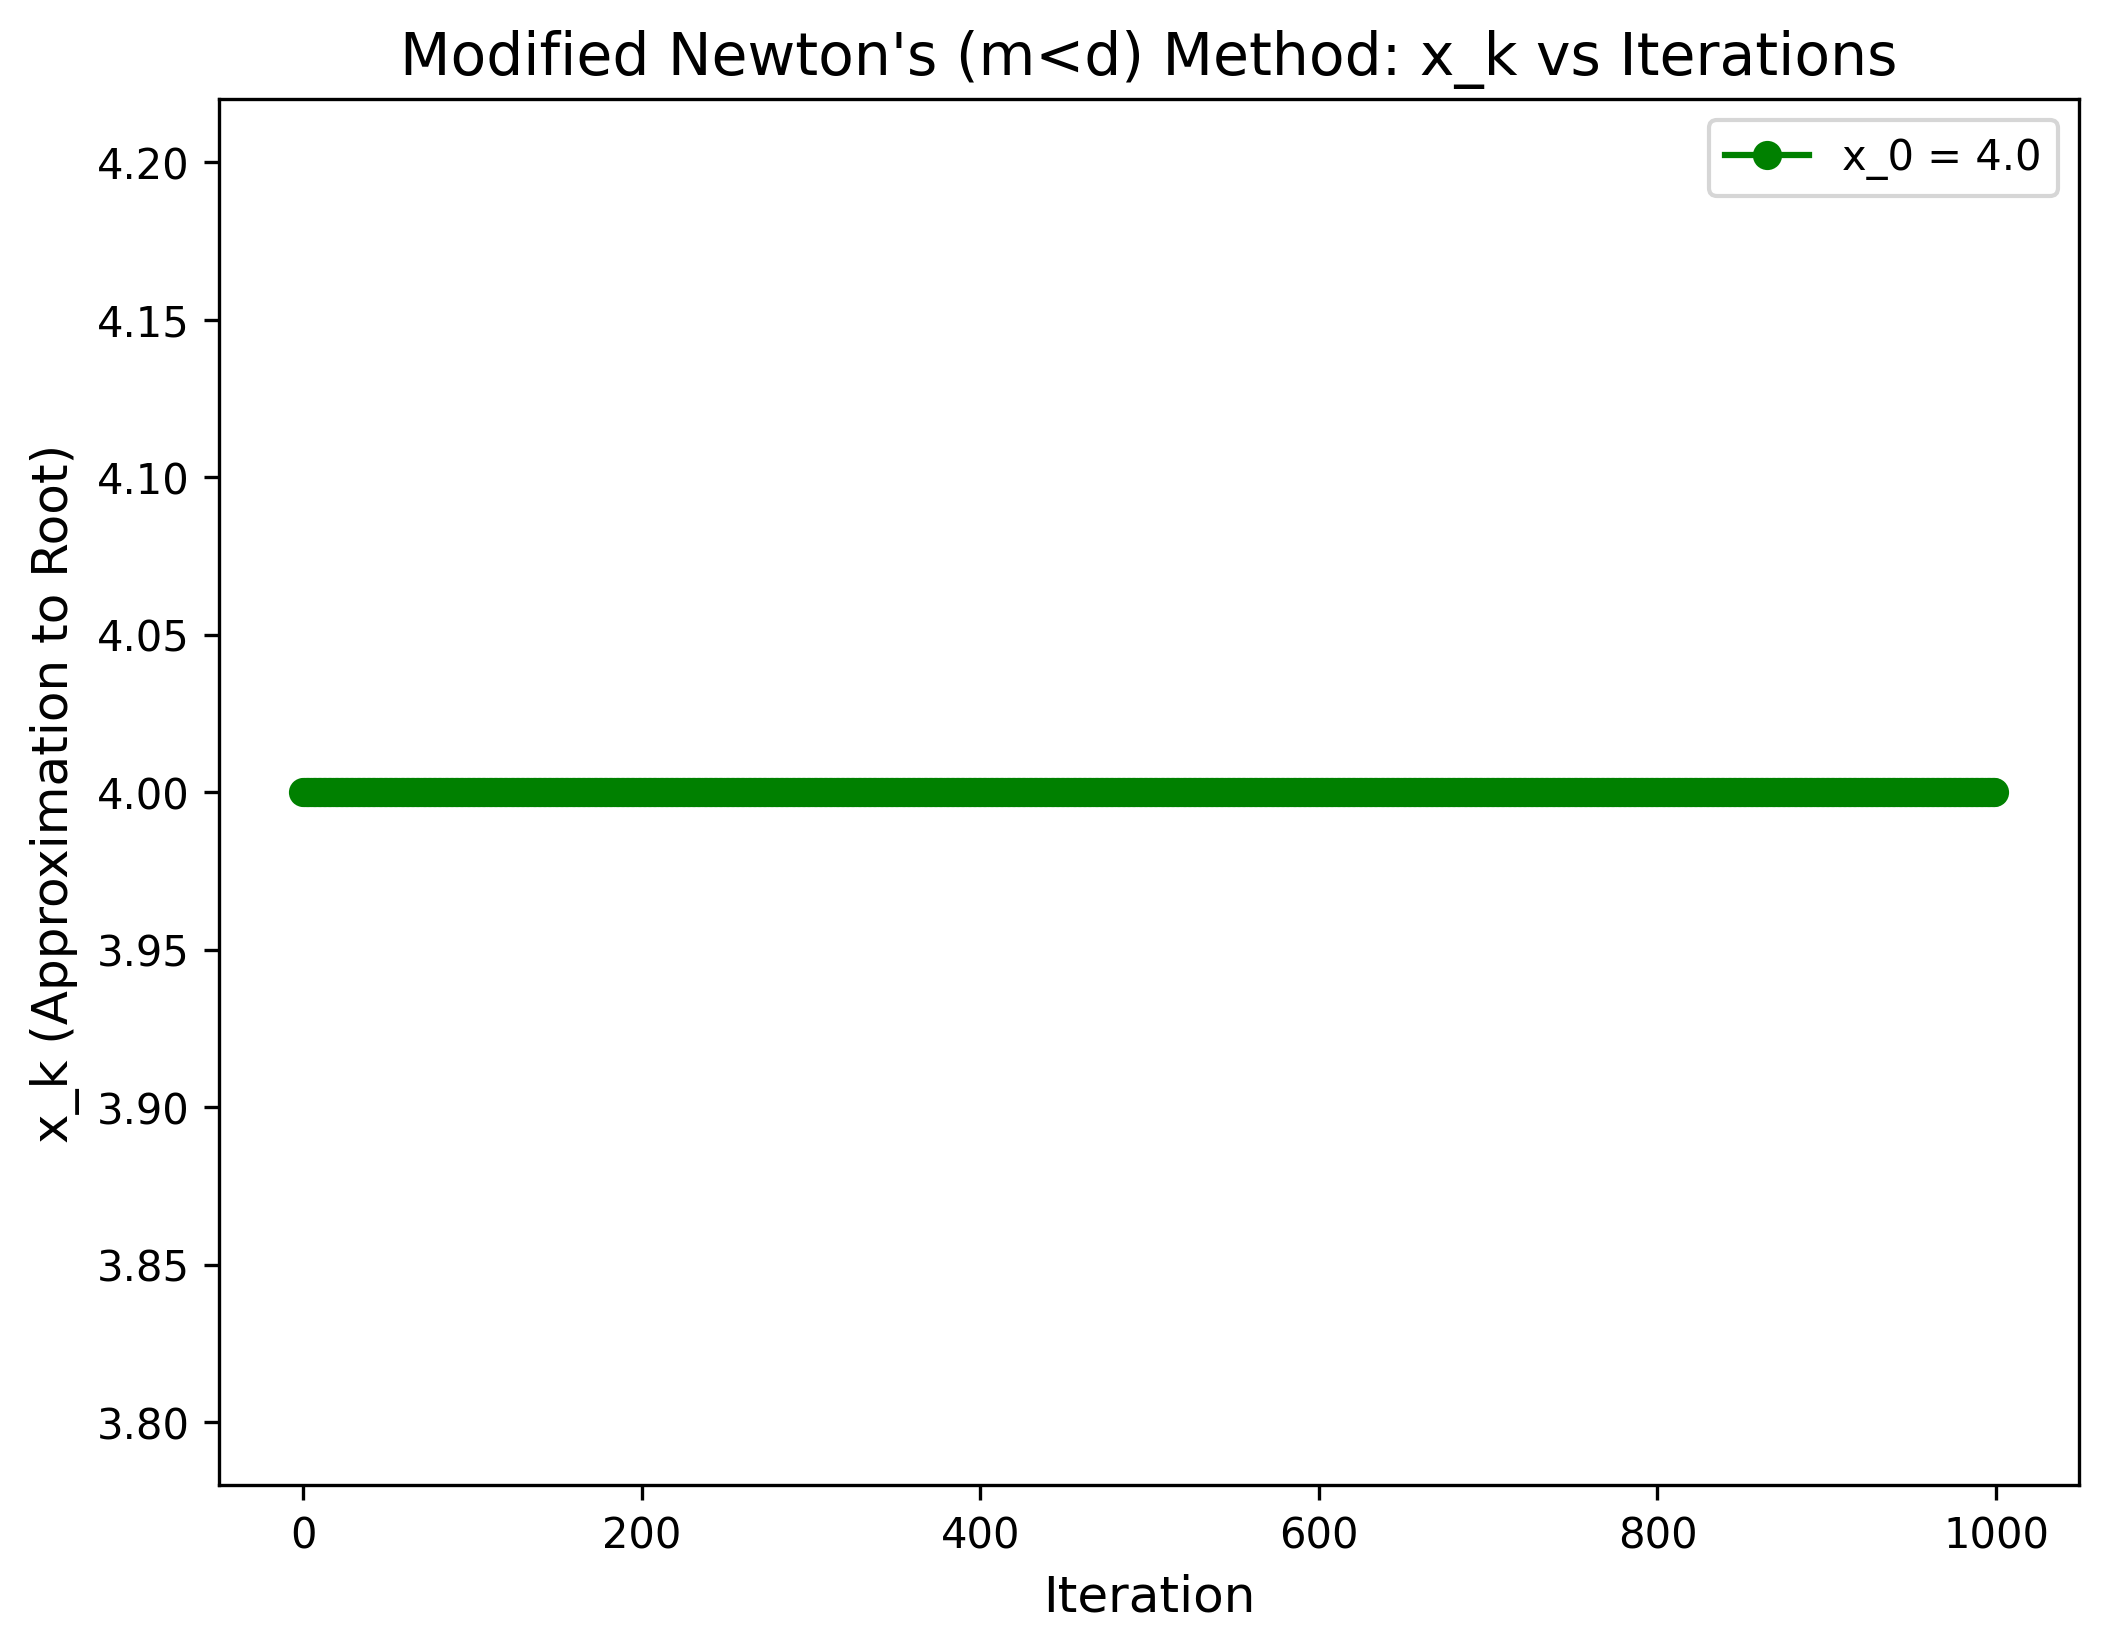 Modified Newton's (m<d) Method: x_k vs Iterations
x_0 = 4.0
x_k (Approximation to Root)
4.20
4.15
4.10
4.05
4.00
3.95
3.90
3.85
3.80
0 200 400 600 800 1000
Iteration